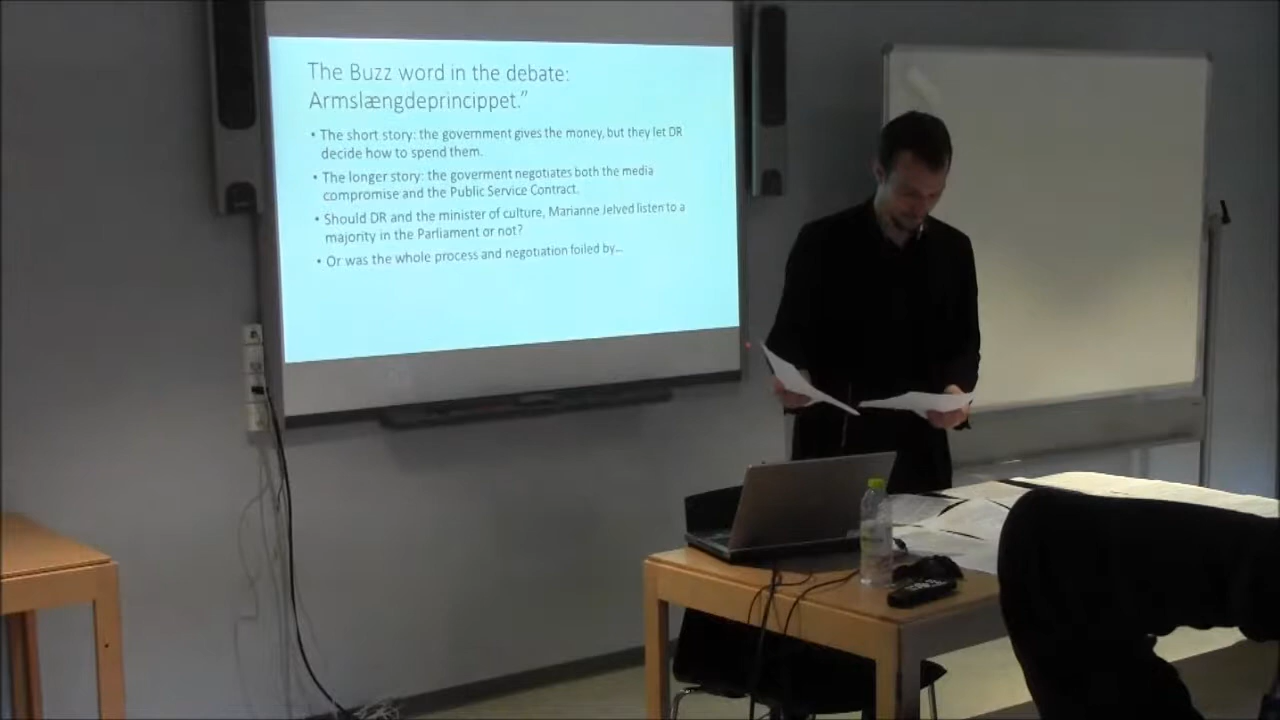 The Buzz word in the debate:
Armslængdeprincippet.”
• The short story: the government gives the money, but they let DR
decide how to spend them.
• The longer story: the goverment negotiates both the media
compromise and the Public Service Contract.
• Should DR and the minister of culture, Marianne Jelved listen to a
majority in the Parliament or not?
• Or was the whole process and negotiation foiled by...